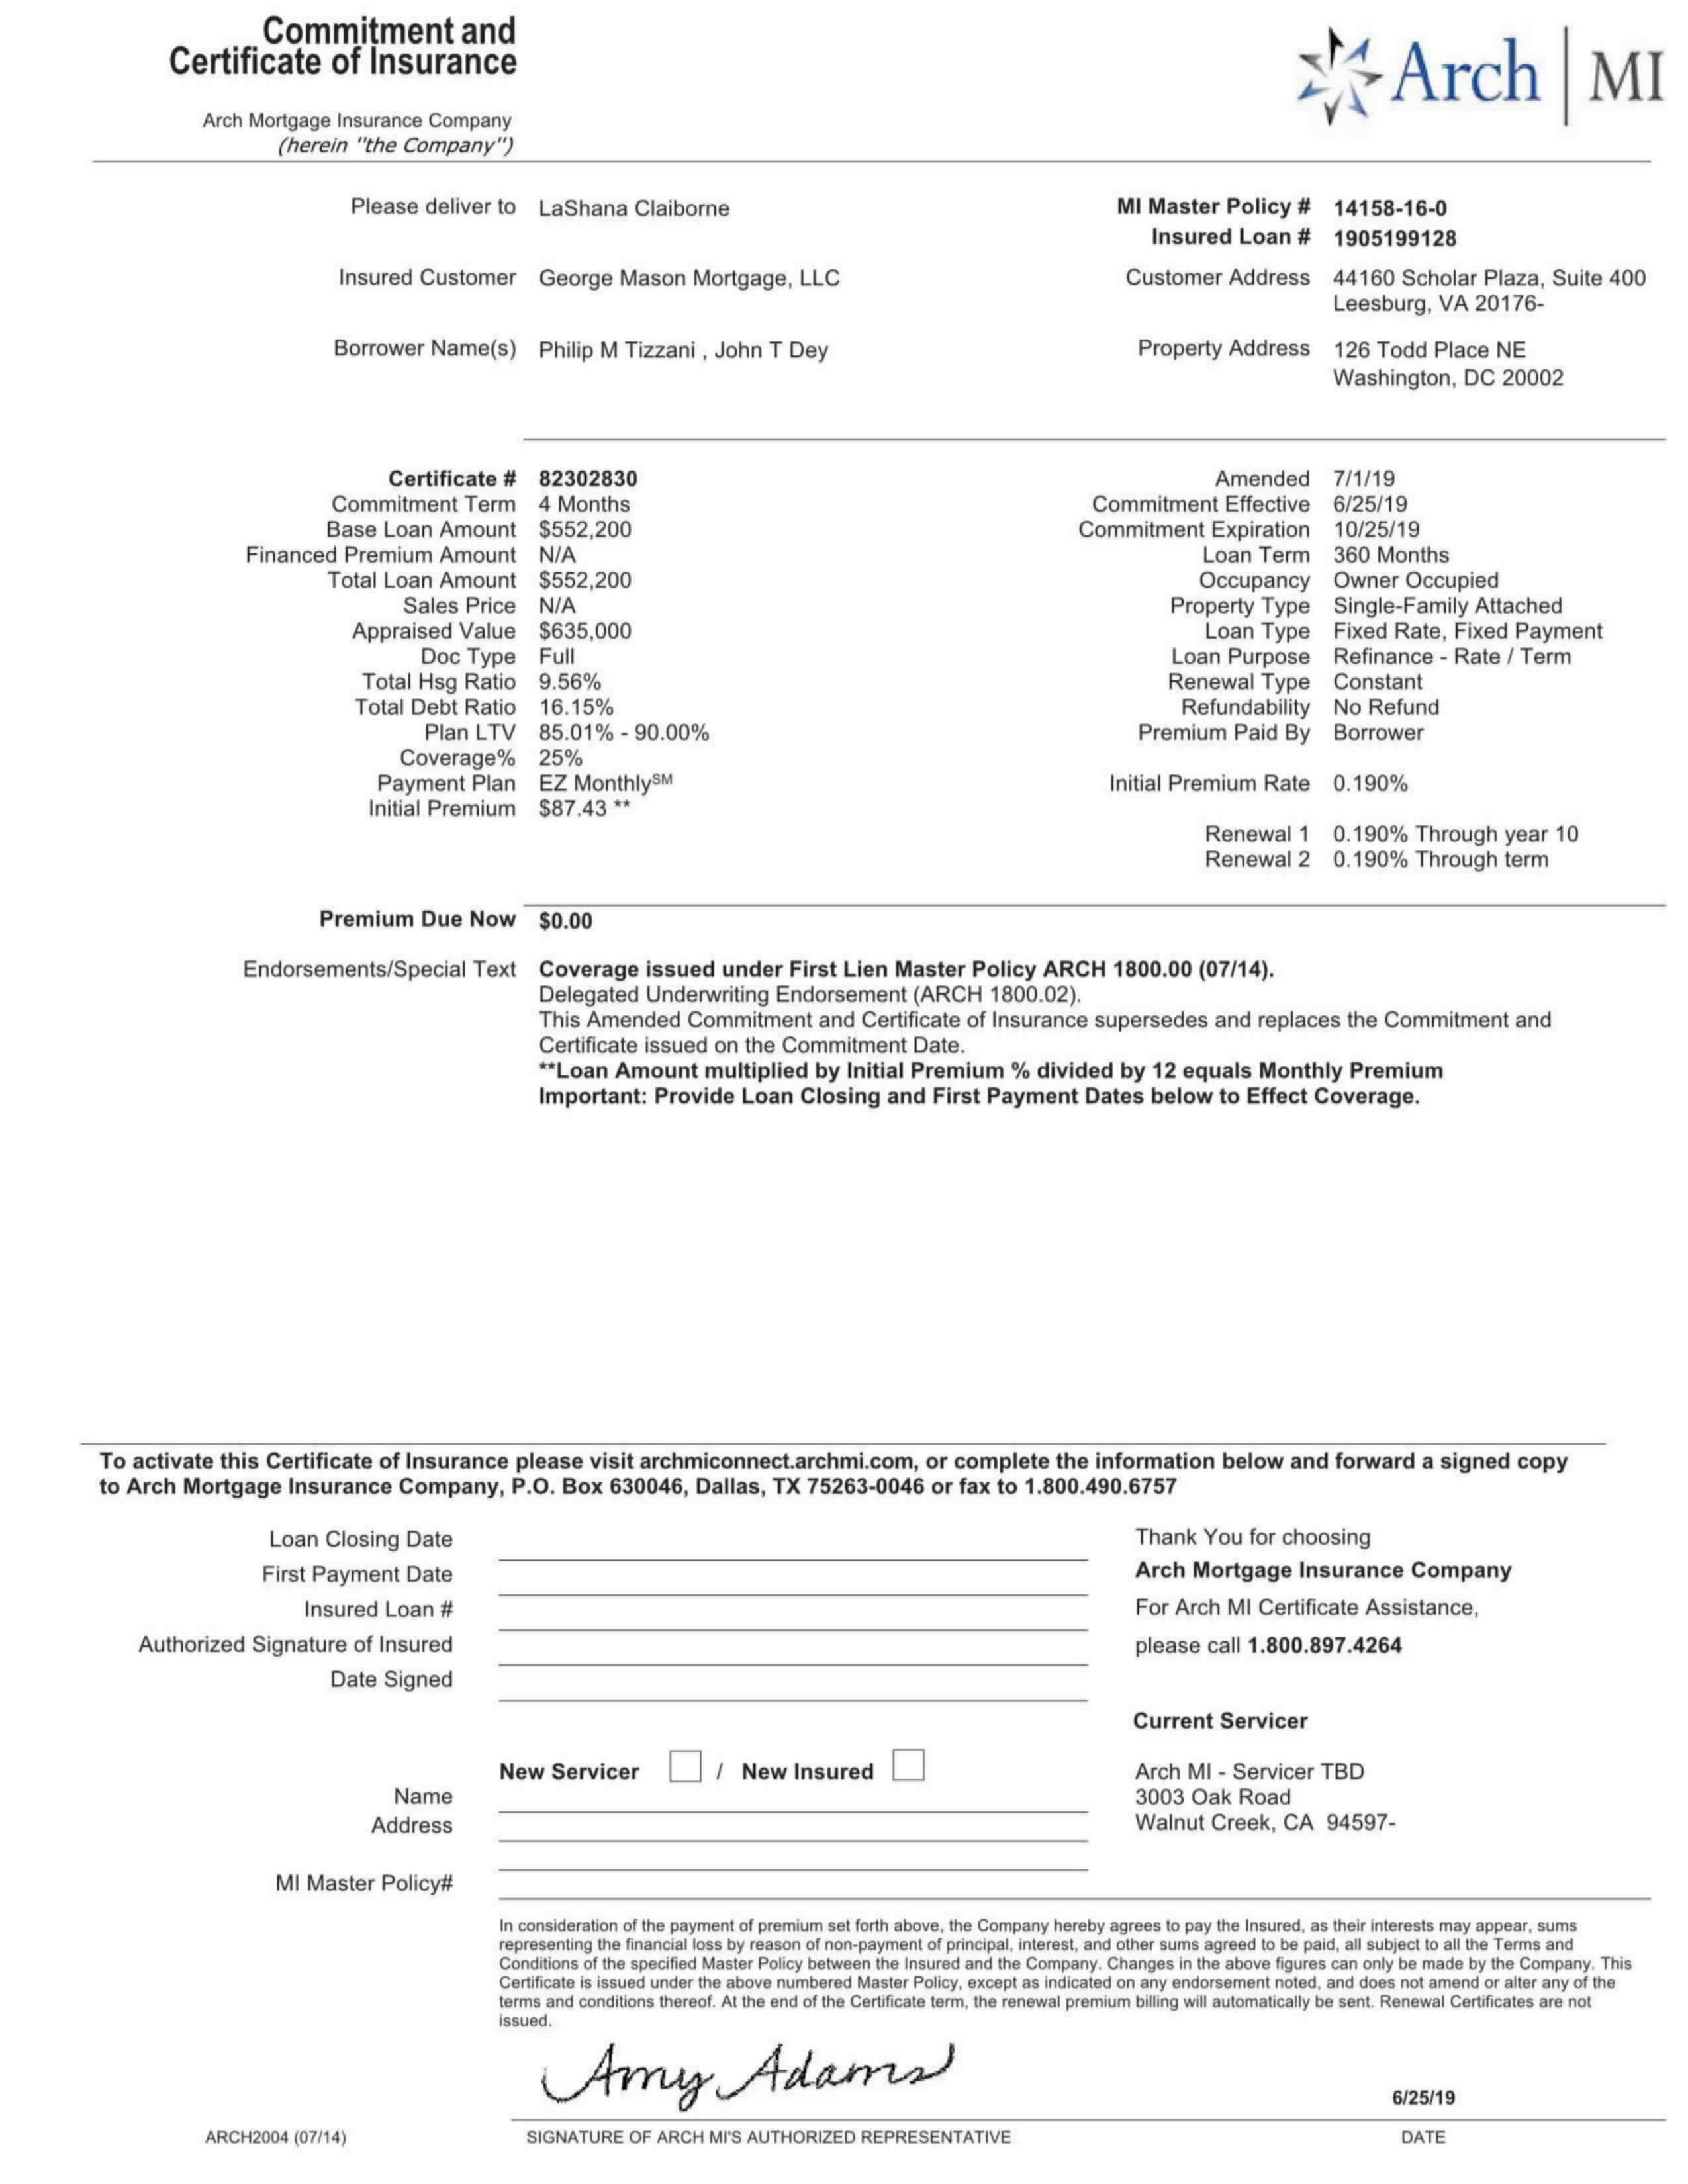 Commitment and
Certificate of Insurance
Arch | MI
Arch Mortgage Insurance Company
(herein "the Company")
Please deliver to LaShana Claiborne
MI Master Policy # 14158-16-0
Insured Loan # 1905199128
Insured Customer George Mason Mortgage, LLC
Customer Address 44160 Scholar Plaza, Suite 400
Leesburg, VA 20176-
Borrower Name(s) Philip M Tizzani , John T Dey
Property Address 126 Todd Place NE
Washington, DC 20002
Certificate # 82302830
Commitment Term 4 Months
Base Loan Amount $552,200
Financed Premium Amount N/A
Total Loan Amount $552,200
Sales Price N/A
Appraised Value $635,000
Doc Type Full
Total Hsg Ratio 9.56%
Total Debt Ratio 16.15%
Plan LTV 85.01% - 90.00%
Coverage% 25%
Payment Plan EZ MonthlySM
Initial Premium $87.43 **
Amended 7/1/19
Commitment Effective 6/25/19
Commitment Expiration 10/25/19
Loan Term 360 Months
Occupancy Owner Occupied
Property Type Single-Family Attached
Loan Type Fixed Rate, Fixed Payment
Loan Purpose Refinance - Rate / Term
Renewal Type Constant
Refundability No Refund
Premium Paid By Borrower
Initial Premium Rate 0.190%
Renewal 1 0.190% Through year 10
Renewal 2 0.190% Through term
Premium Due Now $0.00
Endorsements/Special Text Coverage issued under First Lien Master Policy ARCH 1800.00 (07/14).
Delegated Underwriting Endorsement (ARCH 1800.02).
This Amended Commitment and Certificate of Insurance supersedes and replaces the Commitment and
Certificate issued on the Commitment Date.
**Loan Amount multiplied by Initial Premium % divided by 12 equals Monthly Premium
Important: Provide Loan Closing and First Payment Dates below to Effect Coverage.
To activate this Certificate of Insurance please visit archmiconnect.archmi.com, or complete the information below and forward a signed copy
to Arch Mortgage Insurance Company, P.O. Box 630046, Dallas, TX 75263-0046 or fax to 1.800.490.6757
Loan Closing Date
First Payment Date
Insured Loan #
Authorized Signature of Insured
Date Signed
Thank You for choosing
Arch Mortgage Insurance Company
For Arch MI Certificate Assistance,
please call 1.800.897.4264
Current Servicer
Arch MI - Servicer TBD
3003 Oak Road
Walnut Creek, CA 94597-
New Servicer / New Insured
Name
Address
MI Master Policy#
In consideration of the payment of premium set forth above, the Company hereby agrees to pay the Insured, as their interests may appear, sums
representing the financial loss by reason of non-payment of principal, interest, and other sums agreed to be paid, all subject to all the Terms and
Conditions of the specified Master Policy between the Insured and the Company. Changes in the above figures can only be made by the Company. This
Certificate is issued under the above numbered Master Policy, except as indicated on any endorsement noted, and does not amend or alter any of the
terms and conditions thereof. At the end of the Certificate term, the renewal premium billing will automatically be sent. Renewal Certificates are not
issued.
Amy Adams
6/25/19
ARCH2004 (07/14)
SIGNATURE OF ARCH MI'S AUTHORIZED REPRESENTATIVE
DATE